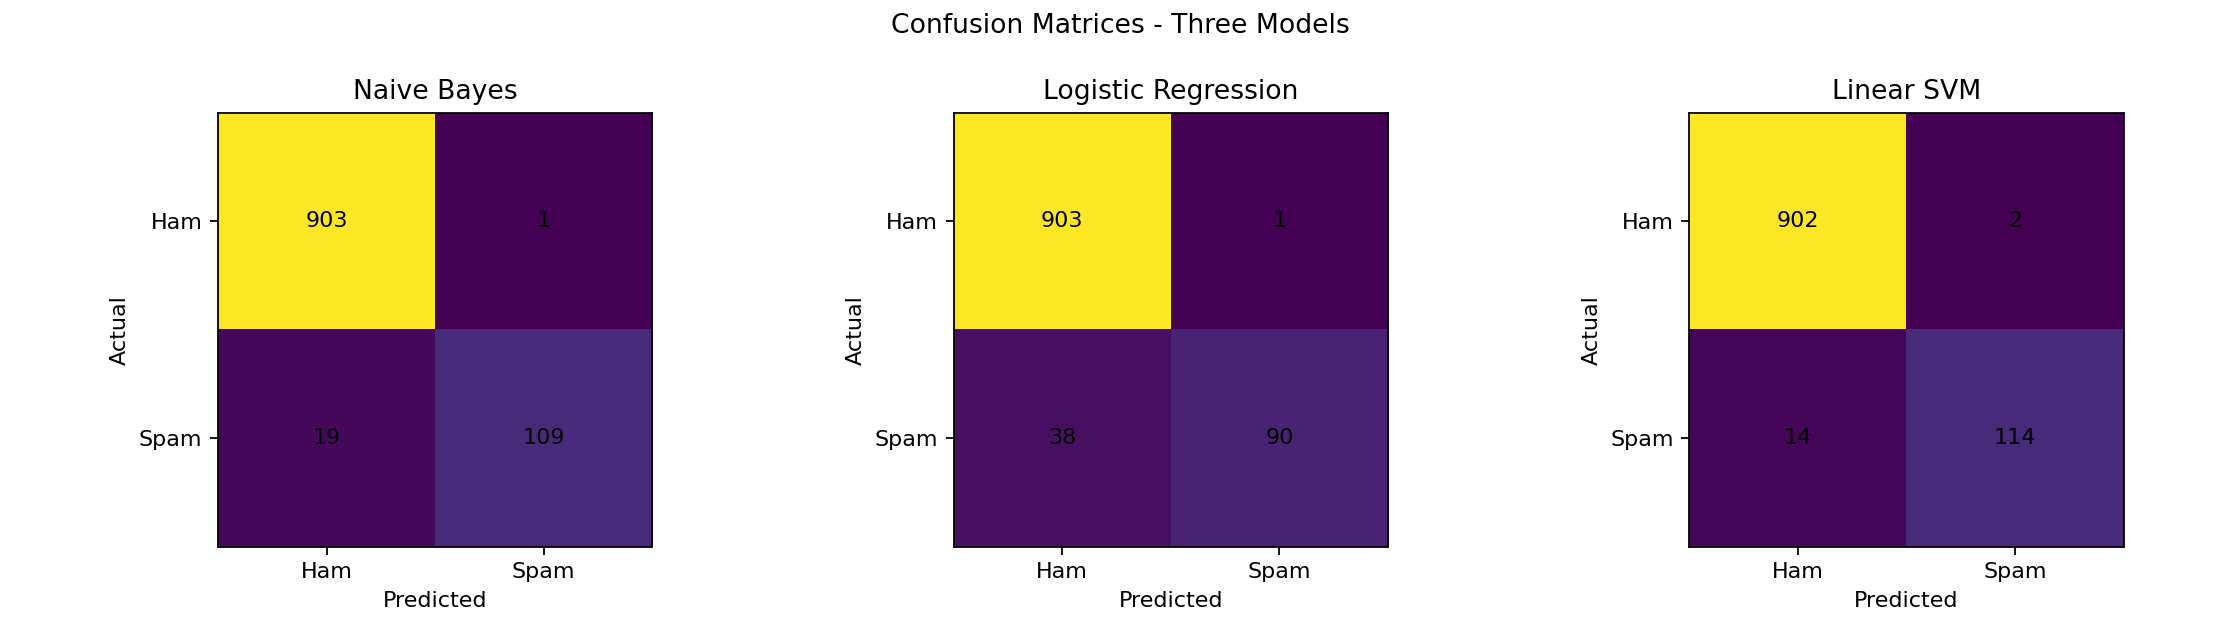 Confusion Matrices - Three Models
Naive Bayes
Actual
Ham
903
1
Spam
19
109
Ham
Spam
Predicted
Logistic Regression
Actual
Ham
903
1
Spam
38
90
Ham
Spam
Predicted
Linear SVM
Actual
Ham
902
2
Spam
14
114
Ham
Spam
Predicted